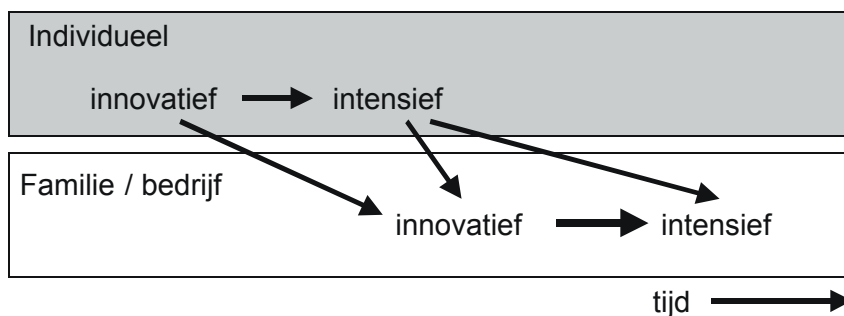 Individueel
innovatief intensief
Familie / bedrijf
innovatief intensief
tijd